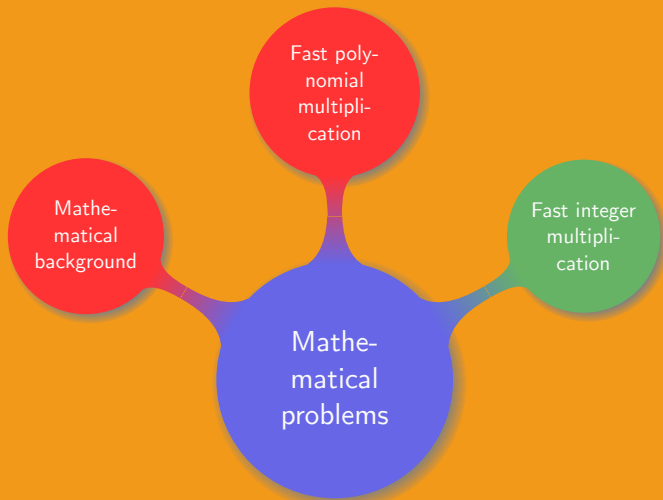 Fast poly-
nomial
multipli-
cation
Mathe-
matical
background
Fast integer
multipli-
cation
Mathe-
matical
problems